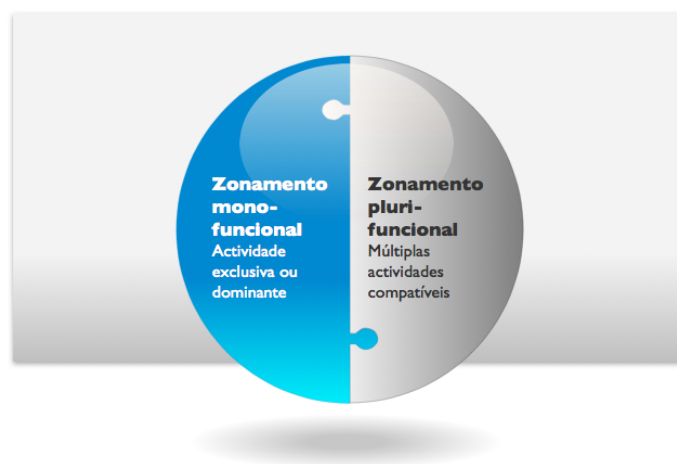 Zonamento
mono-
funcional
Actividade
exclusiva ou
dominante
Zonamento
pluri-
funcional
Múltiplas
actividades
compatíveis